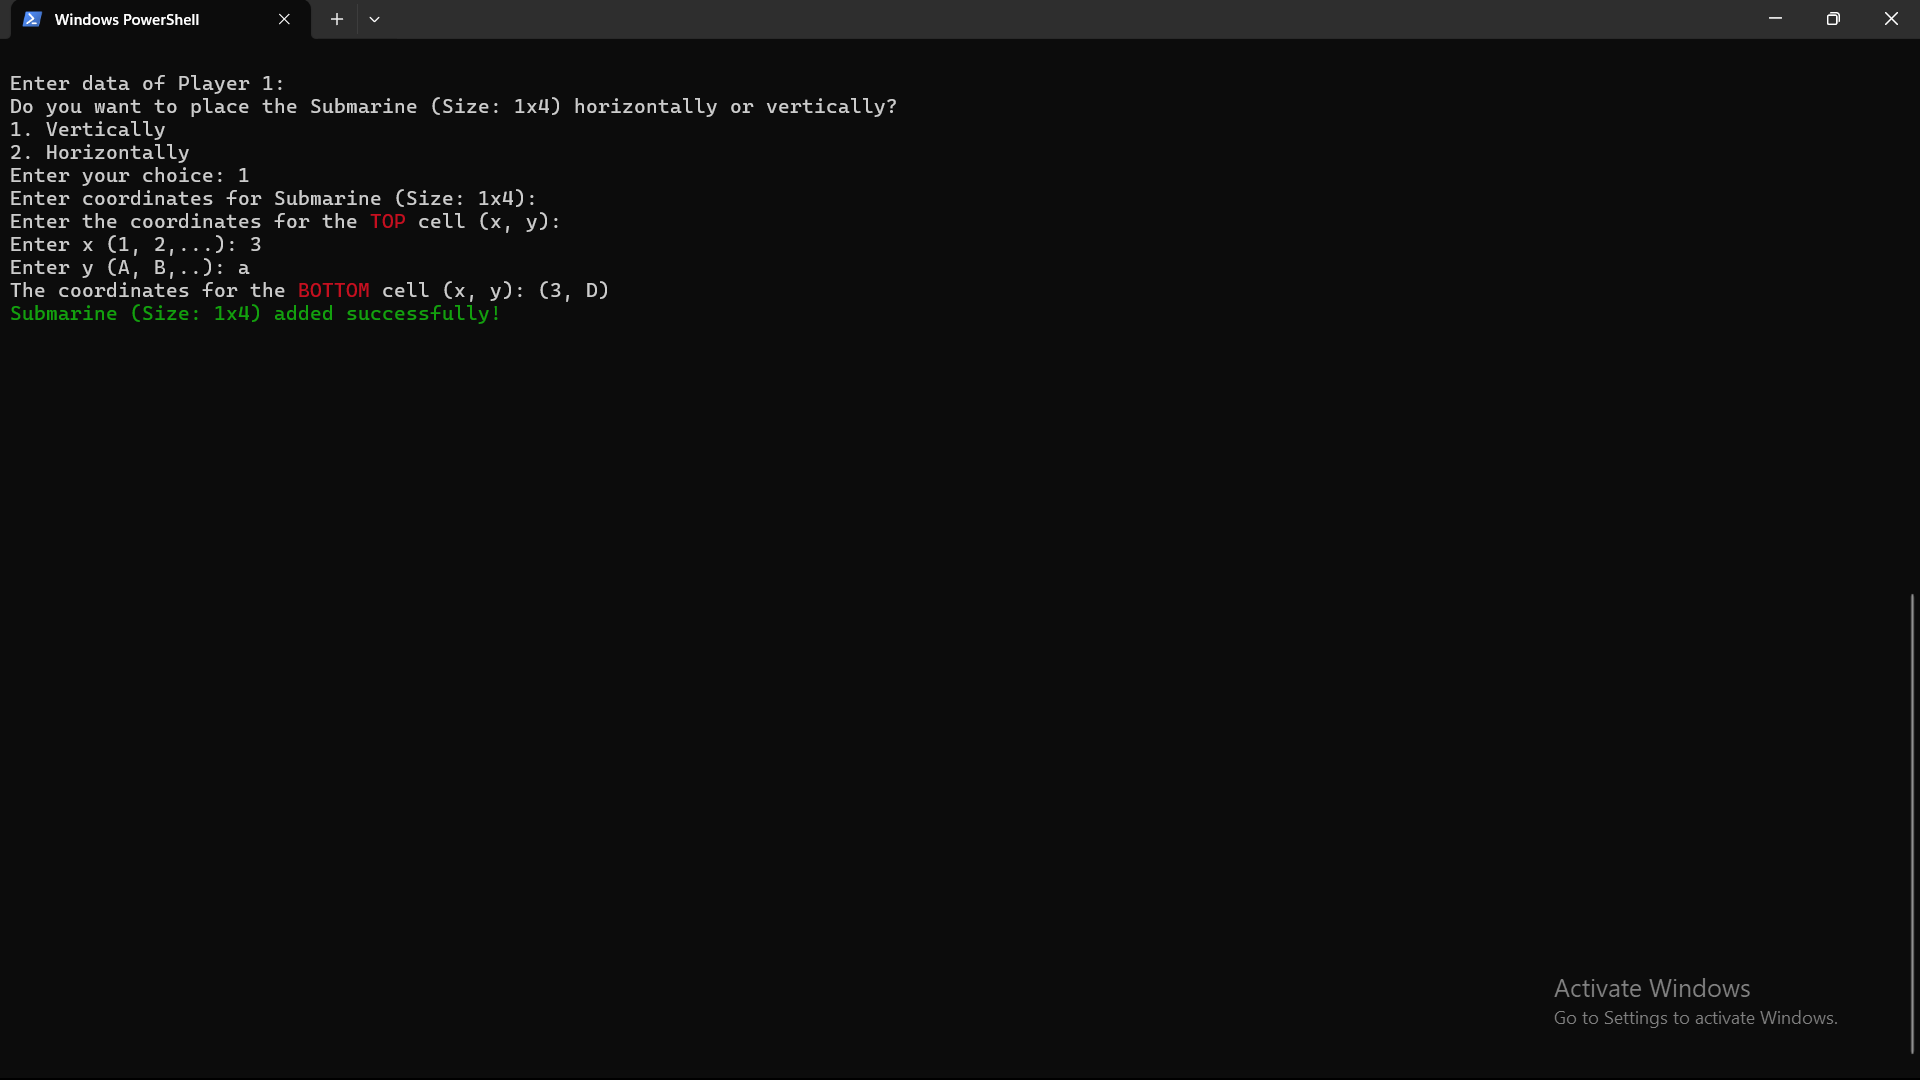 Windows PowerShell
Enter data of Player 1:
Do you want to place the Submarine (Size: 1x4) horizontally or vertically?
1. Vertically
2. Horizontally
Enter your choice: 1
Enter coordinates for Submarine (Size: 1x4):
Enter the coordinates for the TOP cell (x, y):
Enter x (1, 2,...): 3
Enter y (A, B,..): a
The coordinates for the BOTTOM cell (x, y): (3, D)
Submarine (Size: 1x4) added successfully!
Activate Windows
Go to Settings to activate Windows.